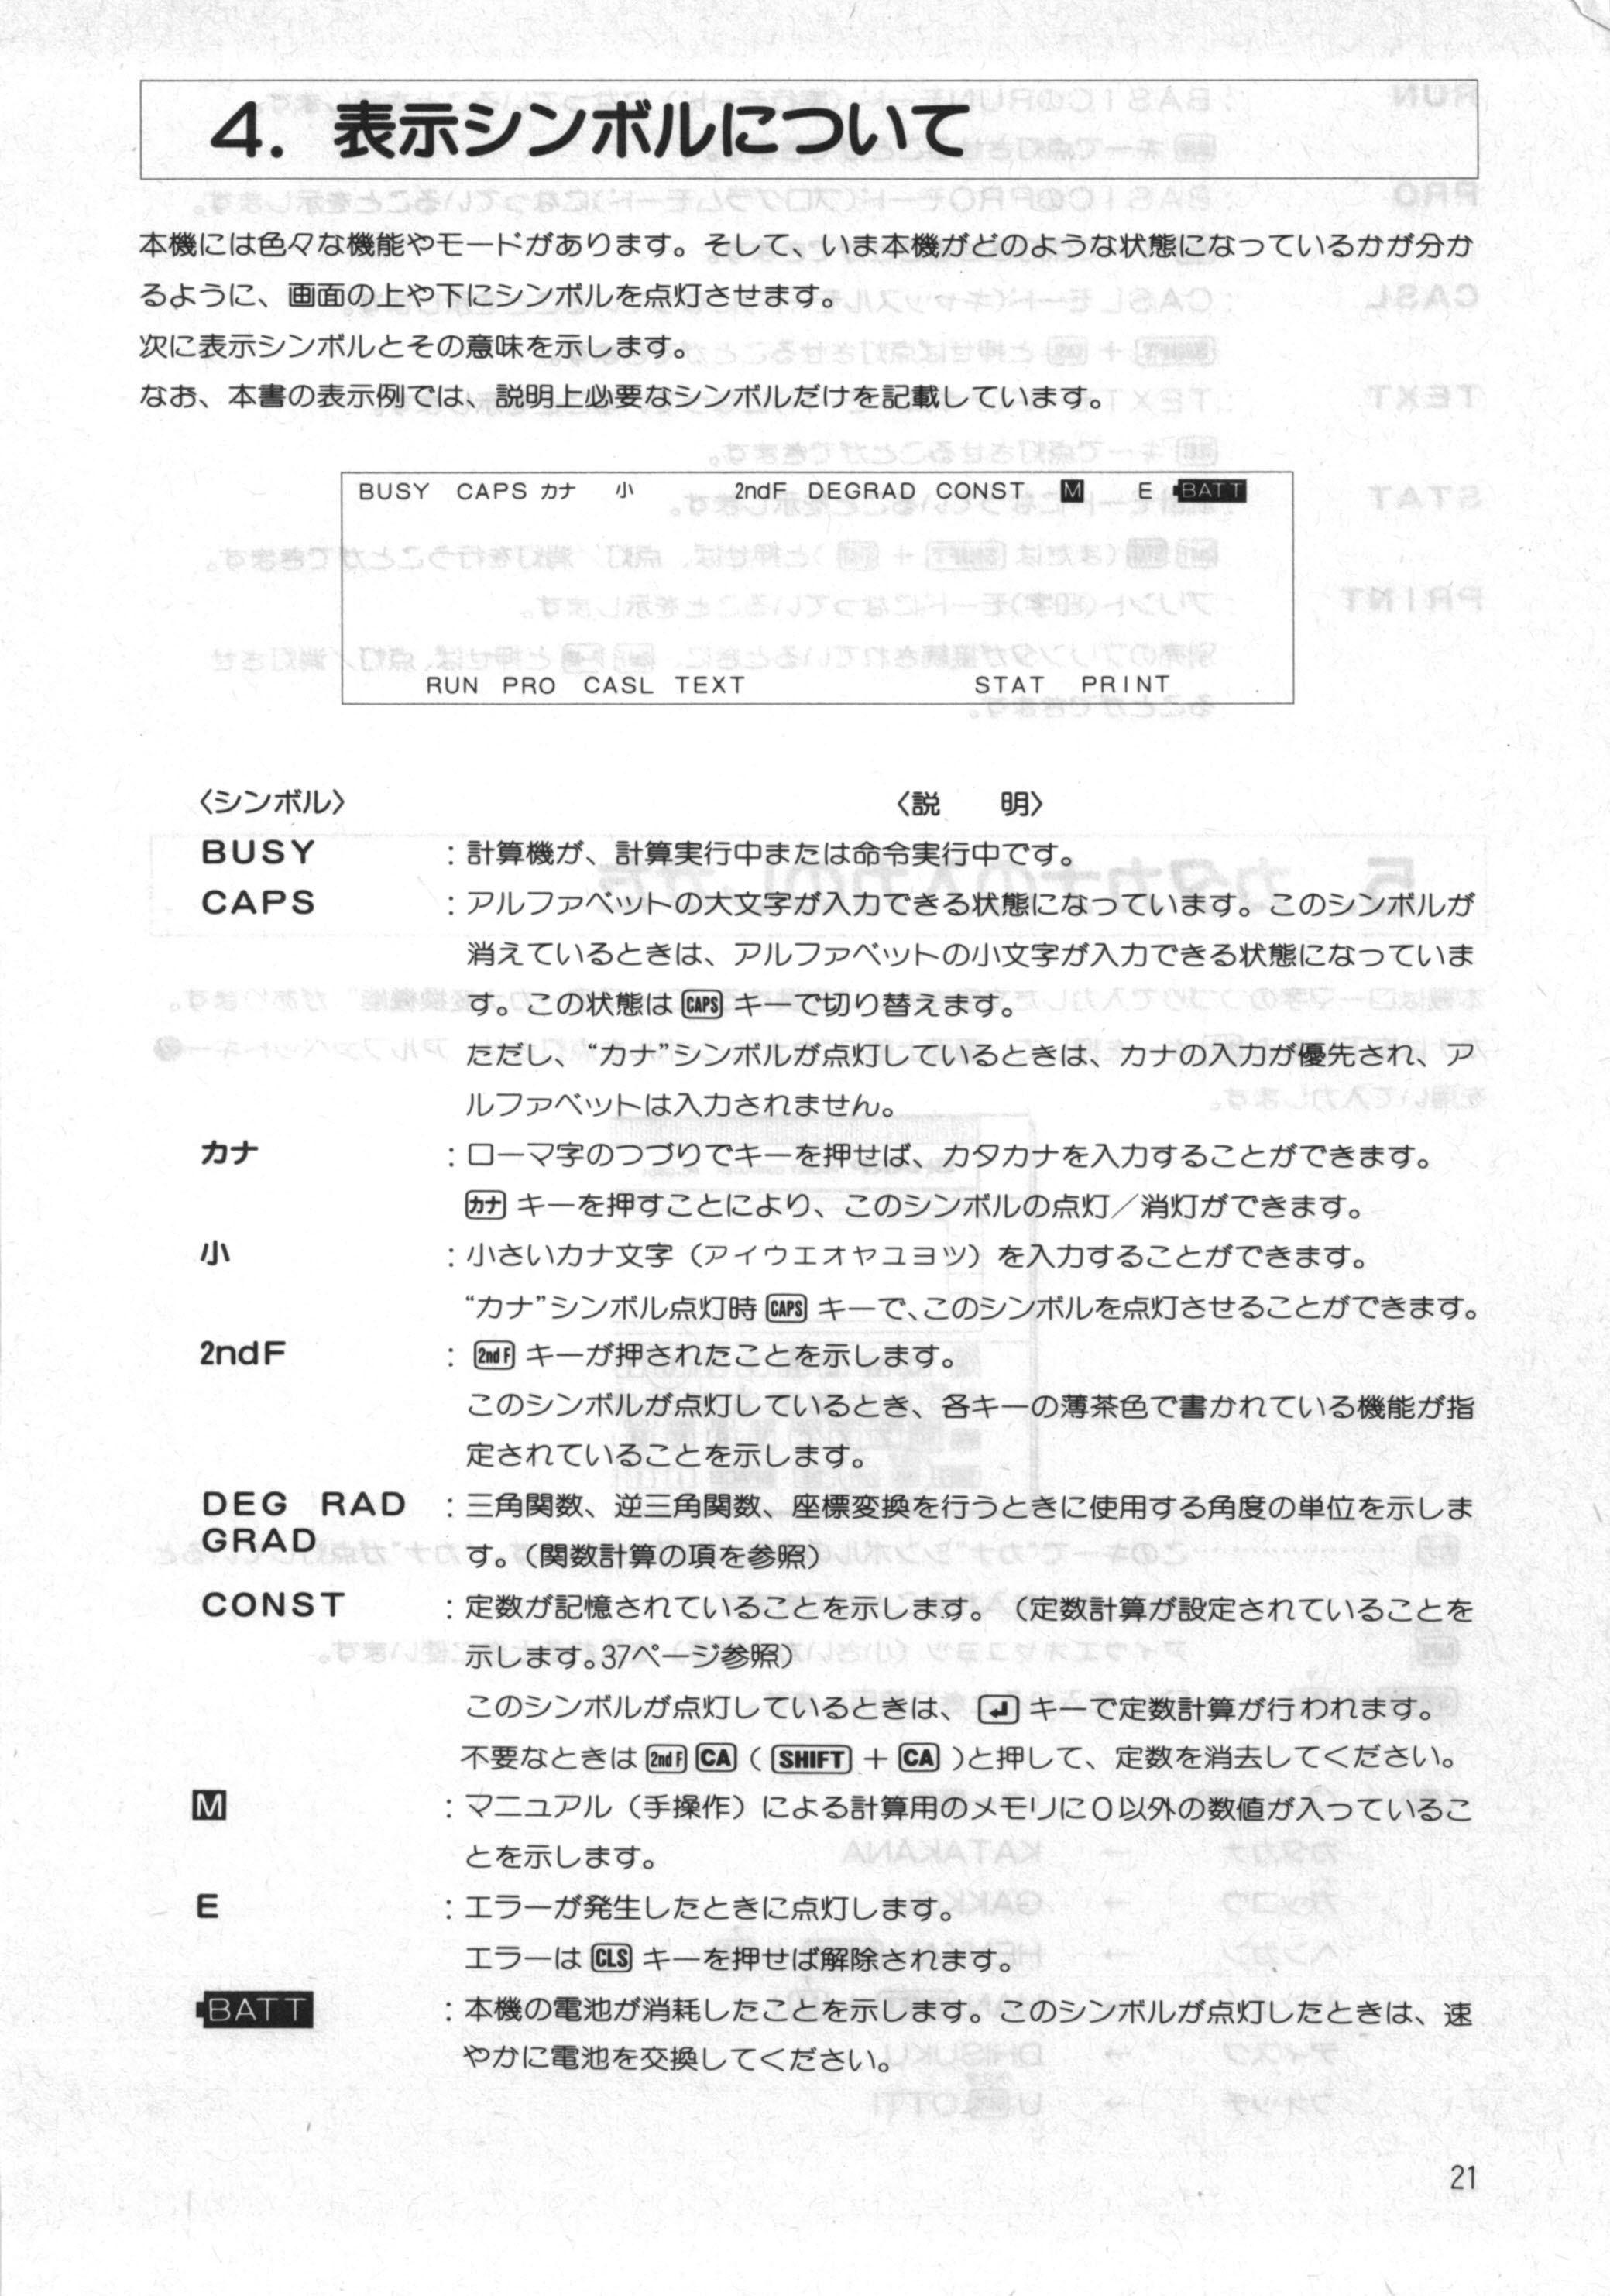 4. 表示シンボルについて
本機には色々な機能やモードがあります。そして、いま本機がどのような状態になっているかが分か
るように、画面の上や下にシンボルを点灯させます。
次に表示シンボルとその意味を示します。
なお、本書の表示例では、説明上必要なシンボルだけを記載しています。
BUSY CAPS カナ 小 2ndF DEGRAD CONST M E BATT
RUN PRO CASL TEXT STAT PRINT
〈シンボル〉 〈説 明〉
BUSY ：計算機が、計算実行中または命令実行中です。
CAPS ：アルファベットの大文字が入力できる状態になっています。このシンボルが
消えているときは、アルファベットの小文字が入力できる状態になっていま
す。この状態は CAPS キーで切り替えます。
ただし、“カナ”シンボルが点灯しているときは、カナの入力が優先され、ア
ルファベットは入力されません。
カナ ：ローマ字のつづりでキーを押せば、カタカナを入力することができます。
カナ キーを押すことにより、このシンボルの点灯／消灯ができます。
小 ：小さいカナ文字（アイウエオヤユヨツ）を入力することができます。
“カナ”シンボル点灯時 CAPS キーで、このシンボルを点灯させることができます。
2ndF ： 2nd F キーが押されたことを示します。
このシンボルが点灯しているとき、各キーの薄茶色で書かれている機能が指
定されていることを示します。
DEG RAD ：三角関数、逆三角関数、座標変換を行うときに使用する角度の単位を示しま
GRAD す。（関数計算の項を参照）
CONST ：定数が記憶されていることを示します。（定数計算が設定されていることを
示します。37ページ参照）
このシンボルが点灯しているときは、 ↲ キーで定数計算が行われます。
不要なときは 2nd F CA （ SHIFT ＋ CA ）と押して、定数を消去してください。
M ：マニュアル（手操作）による計算用のメモリに０以外の数値が入っているこ
とを示します。
E ：エラーが発生したときに点灯します。
エラーは CLS キーを押せば解除されます。
BATT ：本機の電池が消耗したことを示します。このシンボルが点灯したときは、速
やかに電池を交換してください。
21